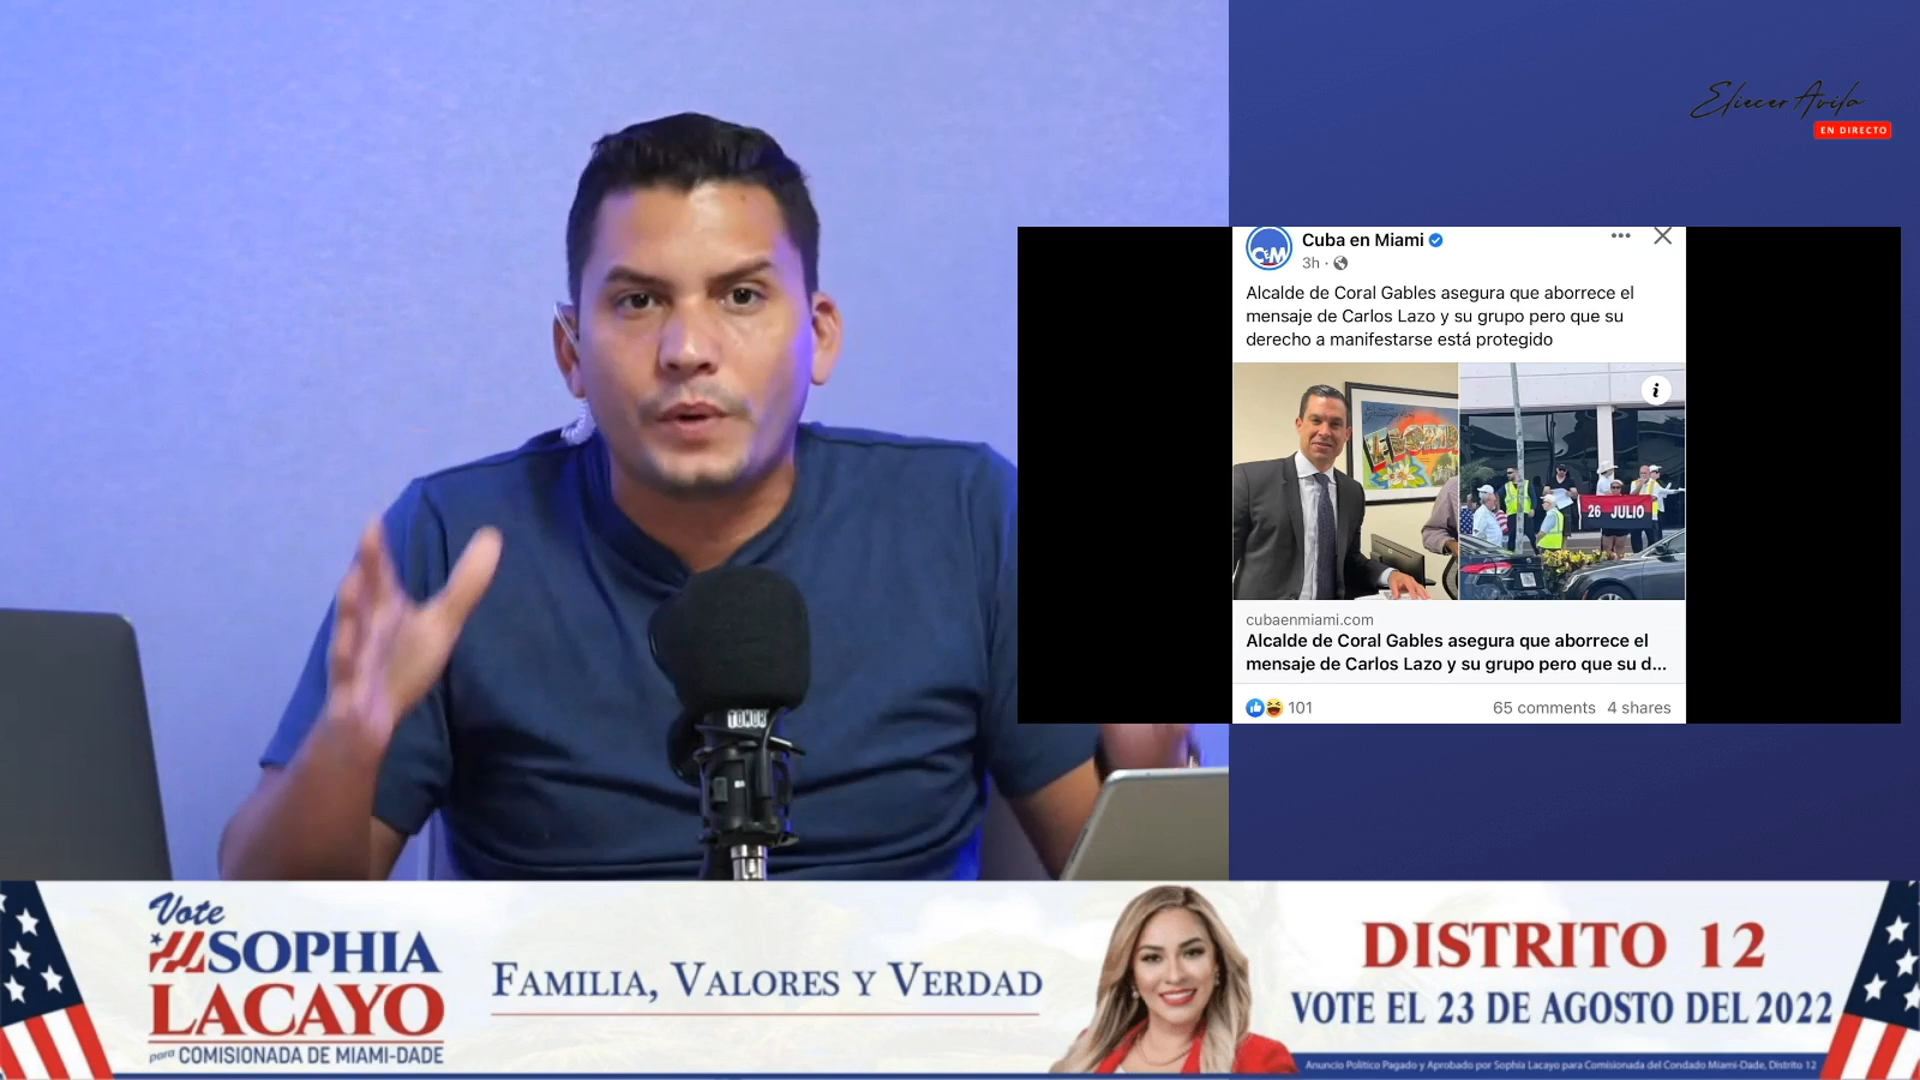 Eliecer Avila
EN DIRECTO
CeM
Cuba en Miami
3h ·
Alcalde de Coral Gables asegura que aborrece el
mensaje de Carlos Lazo y su grupo pero que su
derecho a manifestarse está protegido
i
26 JULIO
cubaenmiami.com
Alcalde de Coral Gables asegura que aborrece el
mensaje de Carlos Lazo y su grupo pero que su d...
101
65 comments 4 shares
TONOR
Vote
SOPHIA
LACAYO
para COMISIONADA DE MIAMI-DADE
FAMILIA, VALORES Y VERDAD
DISTRITO 12
VOTE EL 23 DE AGOSTO DEL 2022
Anuncio Político Pagado y Aprobado por Sophia Lacayo para Comisionada del Condado Miami-Dade, Distrito 12